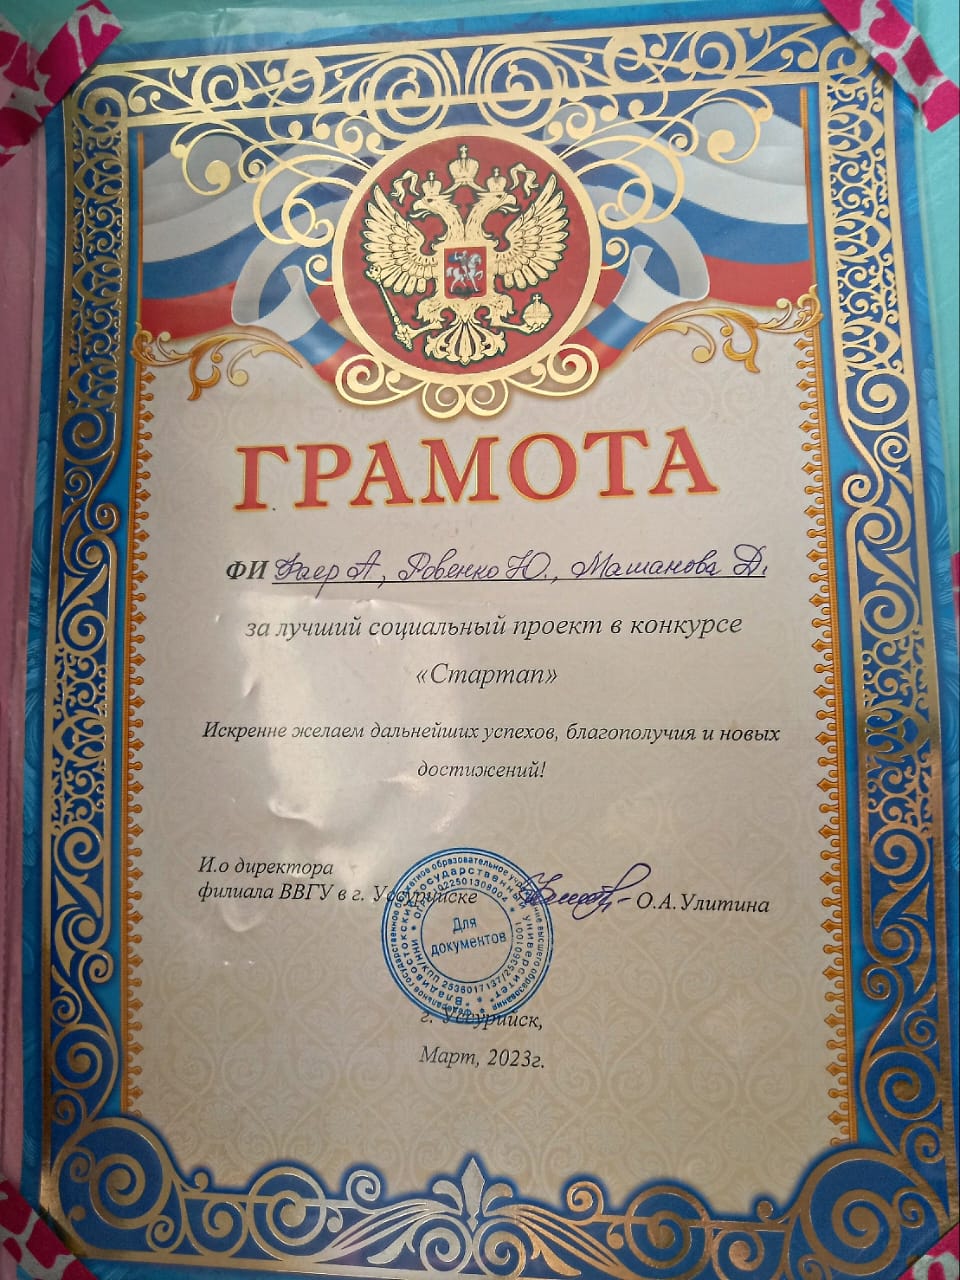 ГРАМОТА
ФИ Фаер А, Ровенко Ю., Машанова Д.
за лучший социальный проект в конкурсе
«Стартап»
Искренне желаем дальнейших успехов, благополучия и новых
достижений!
И.о директора
филиала ВВГУ в г. Уссурийске О.А.Улитина
Для
документов
г. Уссурийск,
Март, 2023г.